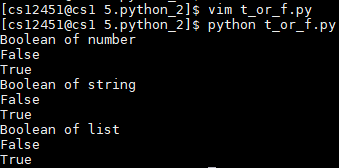 [cs12451@cs1 5.python_2]$ vim t_or_f.py
[cs12451@cs1 5.python_2]$ python t_or_f.py
Boolean of number
False
True
Boolean of string
False
True
Boolean of list
False
True